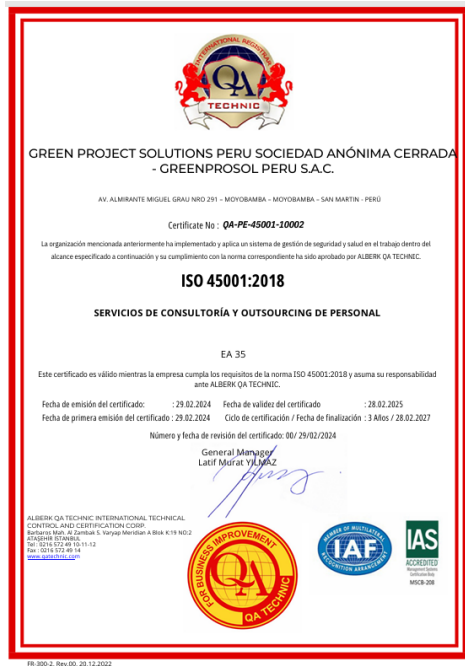 INTERNATIONAL REGISTRAR
QA
TECHNIC
GREEN PROJECT SOLUTIONS PERU SOCIEDAD ANÓNIMA CERRADA
- GREENPROSOL PERU S.A.C.
AV. ALMIRANTE MIGUEL GRAU NRO 291 – MOYOBAMBA – MOYOBAMBA – SAN MARTIN - PERÚ
Certificate No : QA-PE-45001-10002
La organización mencionada anteriormente ha implementado y aplica un sistema de gestión de seguridad y salud en el trabajo dentro del
alcance especificado a continuación y su cumplimiento con la norma correspondiente ha sido aprobado por ALBERK QA TECHNIC.
ISO 45001:2018
SERVICIOS DE CONSULTORÍA Y OUTSOURCING DE PERSONAL
EA 35
Este certificado es válido mientras la empresa cumpla los requisitos de la norma ISO 45001:2018 y asuma su responsabilidad
ante ALBERK QA TECHNIC.
Fecha de emisión del certificado: : 29.02.2024 Fecha de validez del certificado : 28.02.2025
Fecha de primera emisión del certificado : 29.02.2024 Ciclo de certificación / Fecha de finalización : 3 Años / 28.02.2027
Número y fecha de revisión del certificado: 00/ 29/02/2024
General Manager
Latif Murat YILMAZ
ALBERK QA TECHNIC INTERNATIONAL TECHNICAL
CONTROL AND CERTIFICATION CORP.
Barbaros Mah. Al Zambak S. Varyap Meridian A Blok K:19 NO:2
ATAŞEHİR İSTANBUL
Tel : 0216 572 49 10-11-12
Fax : 0216 572 49 14
www.qatechnic.com
FOR BUSINESS IMPROVEMENT
QA
QA TECHNIC
MEMBER OF MULTILATERAL
IAF
RECOGNITION ARRANGEMENT
IAS
ACCREDITED
Management Systems
Certification Body
MSCB-208
FR-300-2, Rev.00, 20.12.2022